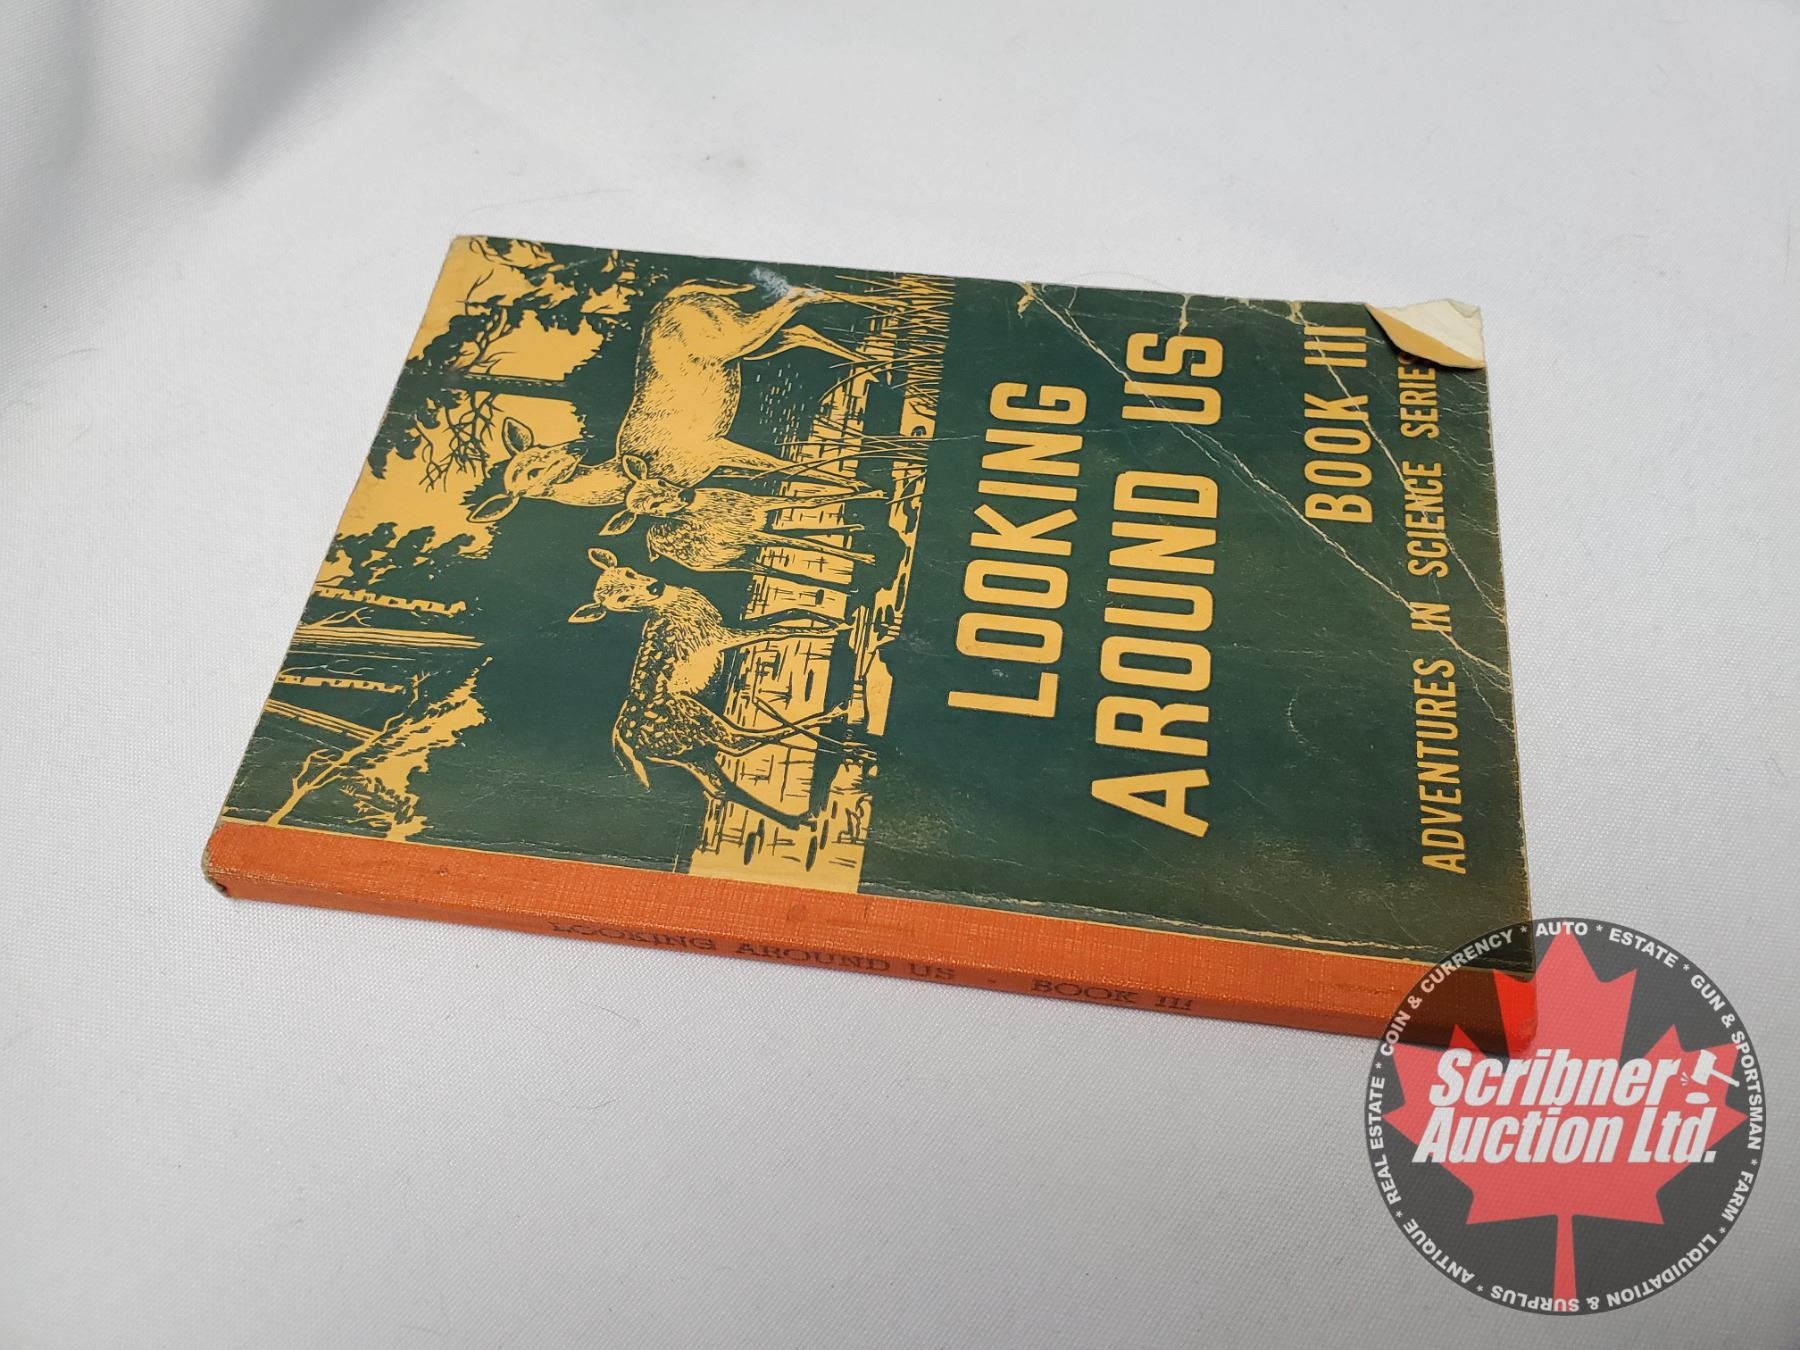 LOOKING
AROUND US
BOOK III
ADVENTURES IN SCIENCE SERIES
LOOKING AROUND US - BOOK III
Scribner
Auction Ltd.
REAL ESTATE * COIN & CURRENCY * AUTO * ESTATE * GUN & SPORTSMAN * FARM * LIQUIDATION & SURPLUS * ANTIQUE *